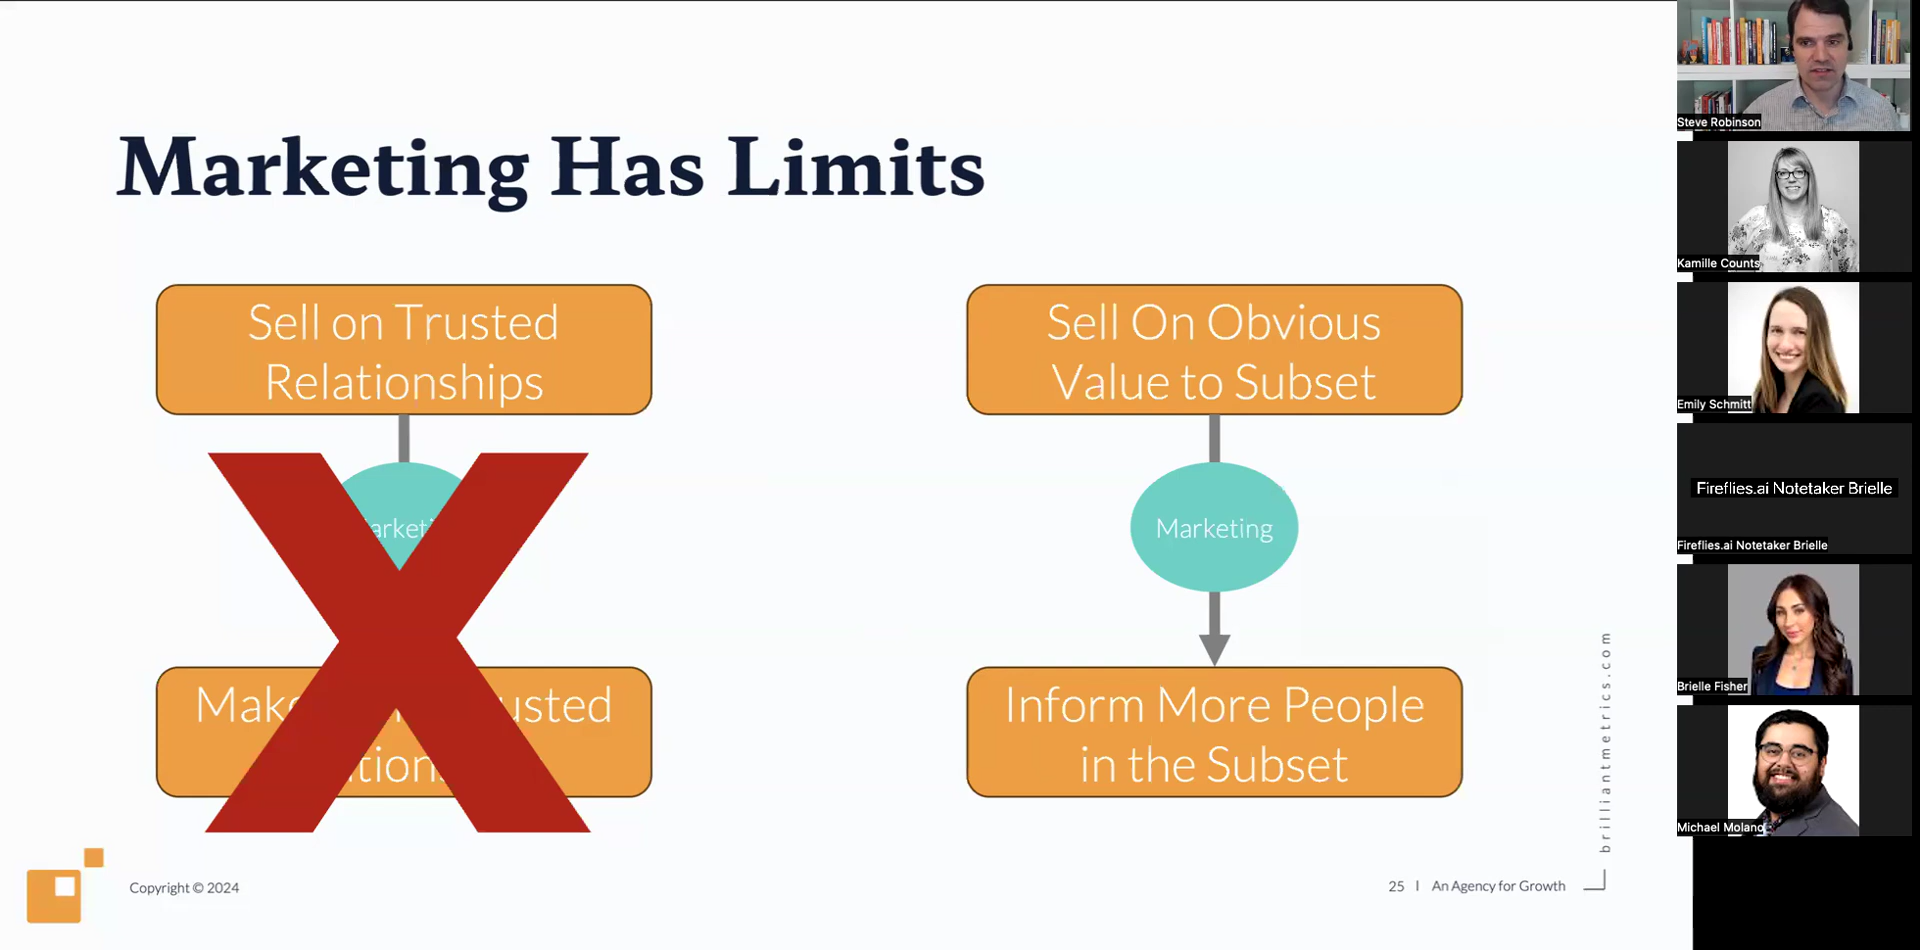 Marketing Has Limits
Sell on Trusted
Relationships
Sell On Obvious
Value to Subset
Marketing
Inform More People
in the Subset
brilliantmetrics.com
Copyright © 2024
25 | An Agency for Growth
Steve Robinson
Kamille Counts
Emily Schmitt
Fireflies.ai Notetaker Brielle
Fireflies.ai Notetaker Brielle
Brielle Fisher
Michael Molano